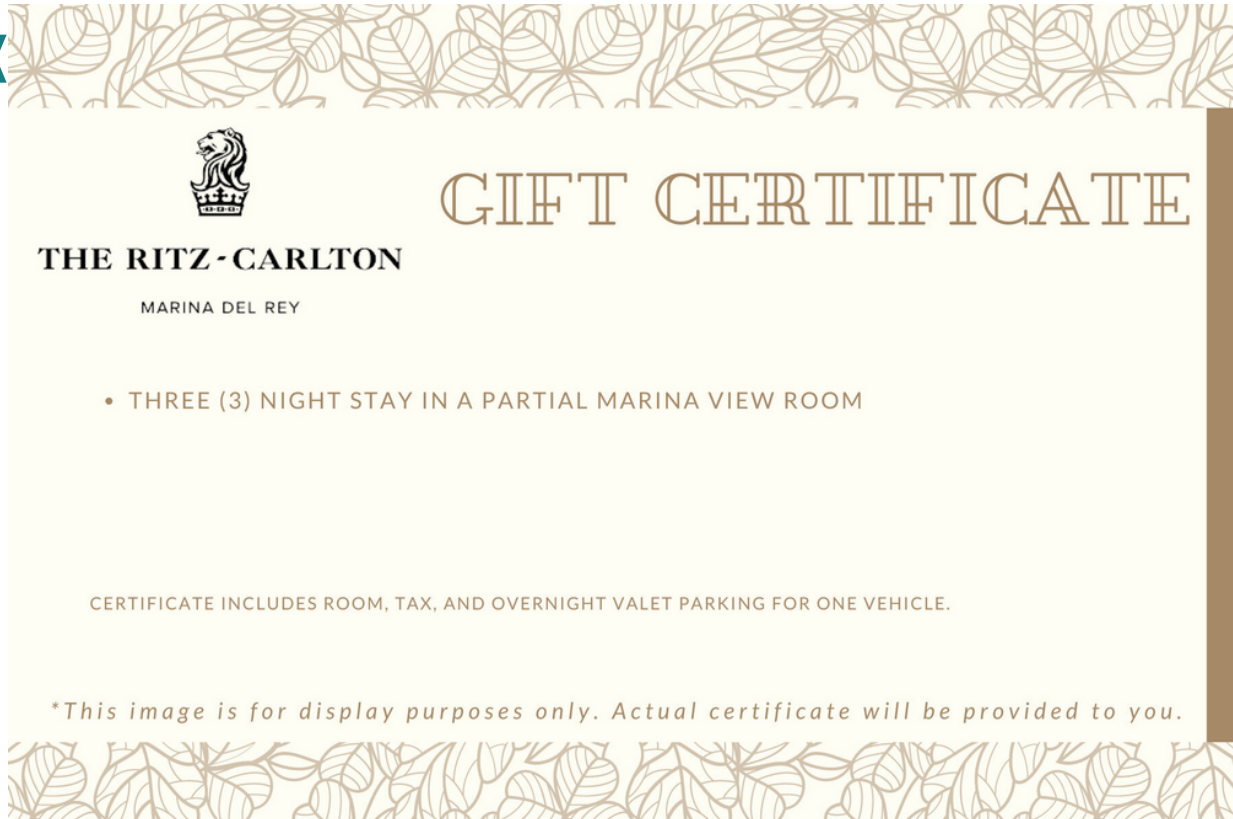 GIFT CERTIFICATE
THE RITZ-CARLTON
MARINA DEL REY
• THREE (3) NIGHT STAY IN A PARTIAL MARINA VIEW ROOM
CERTIFICATE INCLUDES ROOM, TAX, AND OVERNIGHT VALET PARKING FOR ONE VEHICLE.
*This image is for display purposes only. Actual certificate will be provided to you.